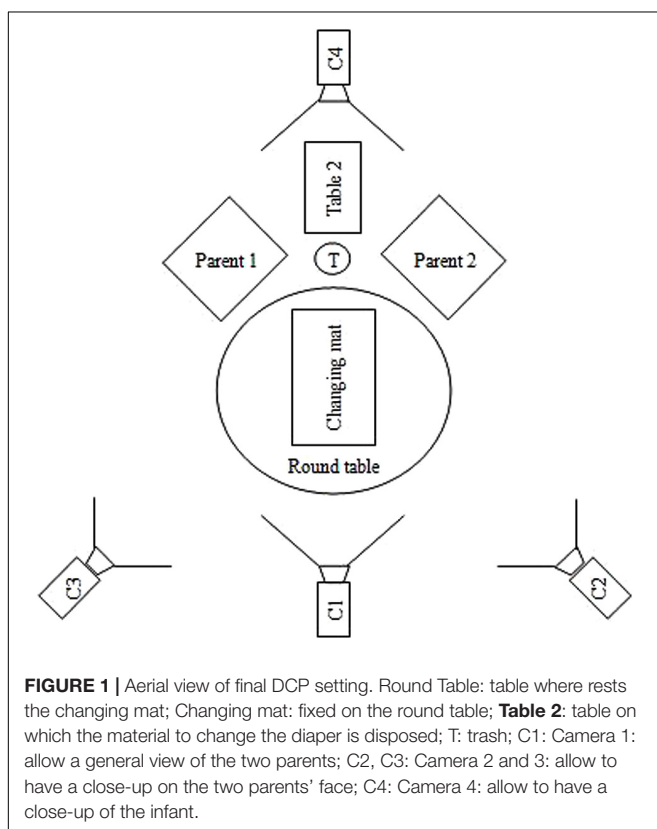 C4
Table 2
Parent 1
T
Parent 2
Changing mat
Round table
C3
C1
C2
FIGURE 1 | Aerial view of final DCP setting. Round Table: table where rests
the changing mat; Changing mat: fixed on the round table; Table 2: table on
which the material to change the diaper is disposed; T: trash; C1: Camera 1:
allow a general view of the two parents; C2, C3: Camera 2 and 3: allow to
have a close-up on the two parents’ face; C4: Camera 4: allow to have a
close-up of the infant.